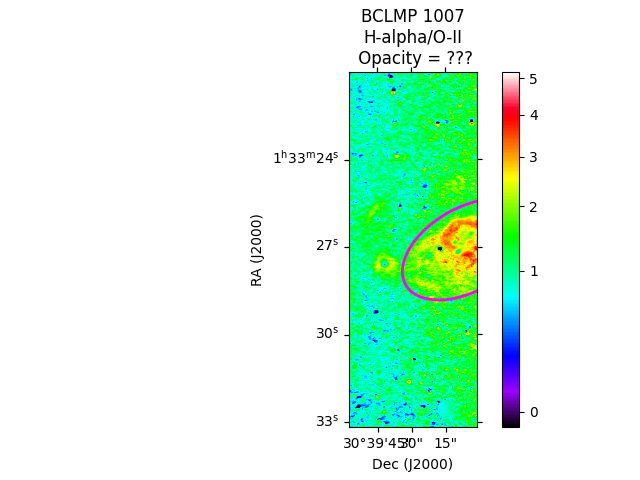 BCLMP 1007
H-alpha/O-II
Opacity = ???
5
4
1ʰ33ᵐ24ˢ
3
2
27ˢ
RA (J2000)
1
30ˢ
0
33ˢ
30°39'45" 30" 15"
Dec (J2000)